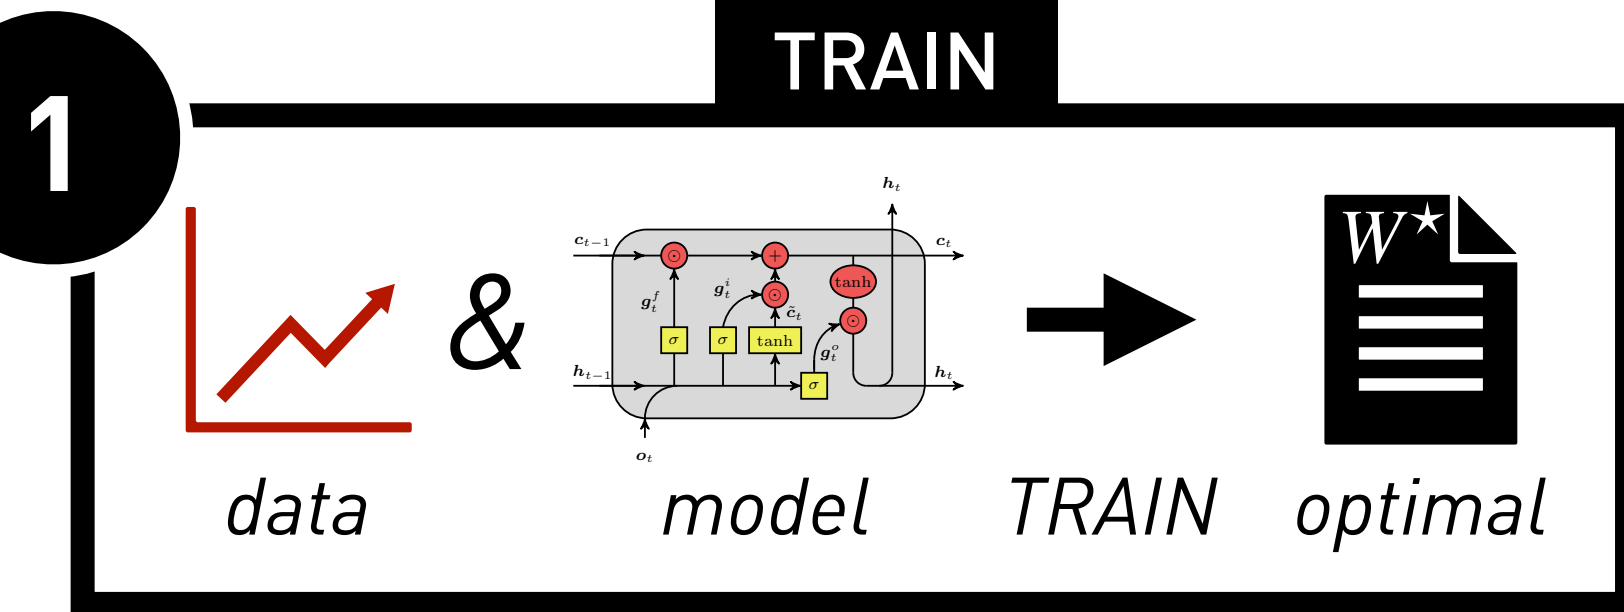 TRAIN
1
h_t
c_{t−1}
⊙
+
c_t
g_t^f
g_t^i
⊙
tanh
c̃_t
⊙
σ
σ
tanh
g_t^o
h_{t−1}
σ
h_t
o_t
&
W★
data
model
TRAIN
optimal